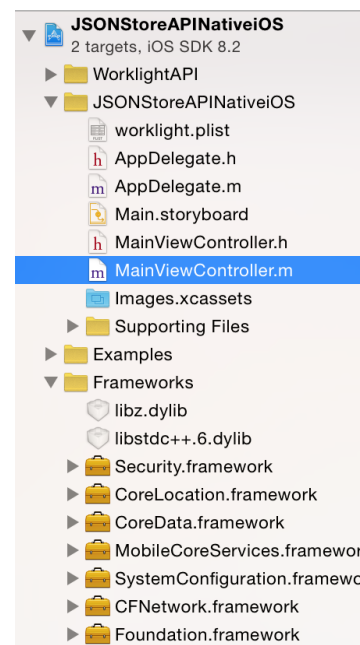 JSONStoreAPINativeiOS
2 targets, iOS SDK 8.2
WorklightAPI
JSONStoreAPINativeiOS
worklight.plist
h AppDelegate.h
m AppDelegate.m
Main.storyboard
h MainViewController.h
m MainViewController.m
Images.xcassets
Supporting Files
Examples
Frameworks
libz.dylib
libstdc++.6.dylib
Security.framework
CoreLocation.framework
CoreData.framework
MobileCoreServices.framewor
SystemConfiguration.framewo
CFNetwork.framework
Foundation.framework